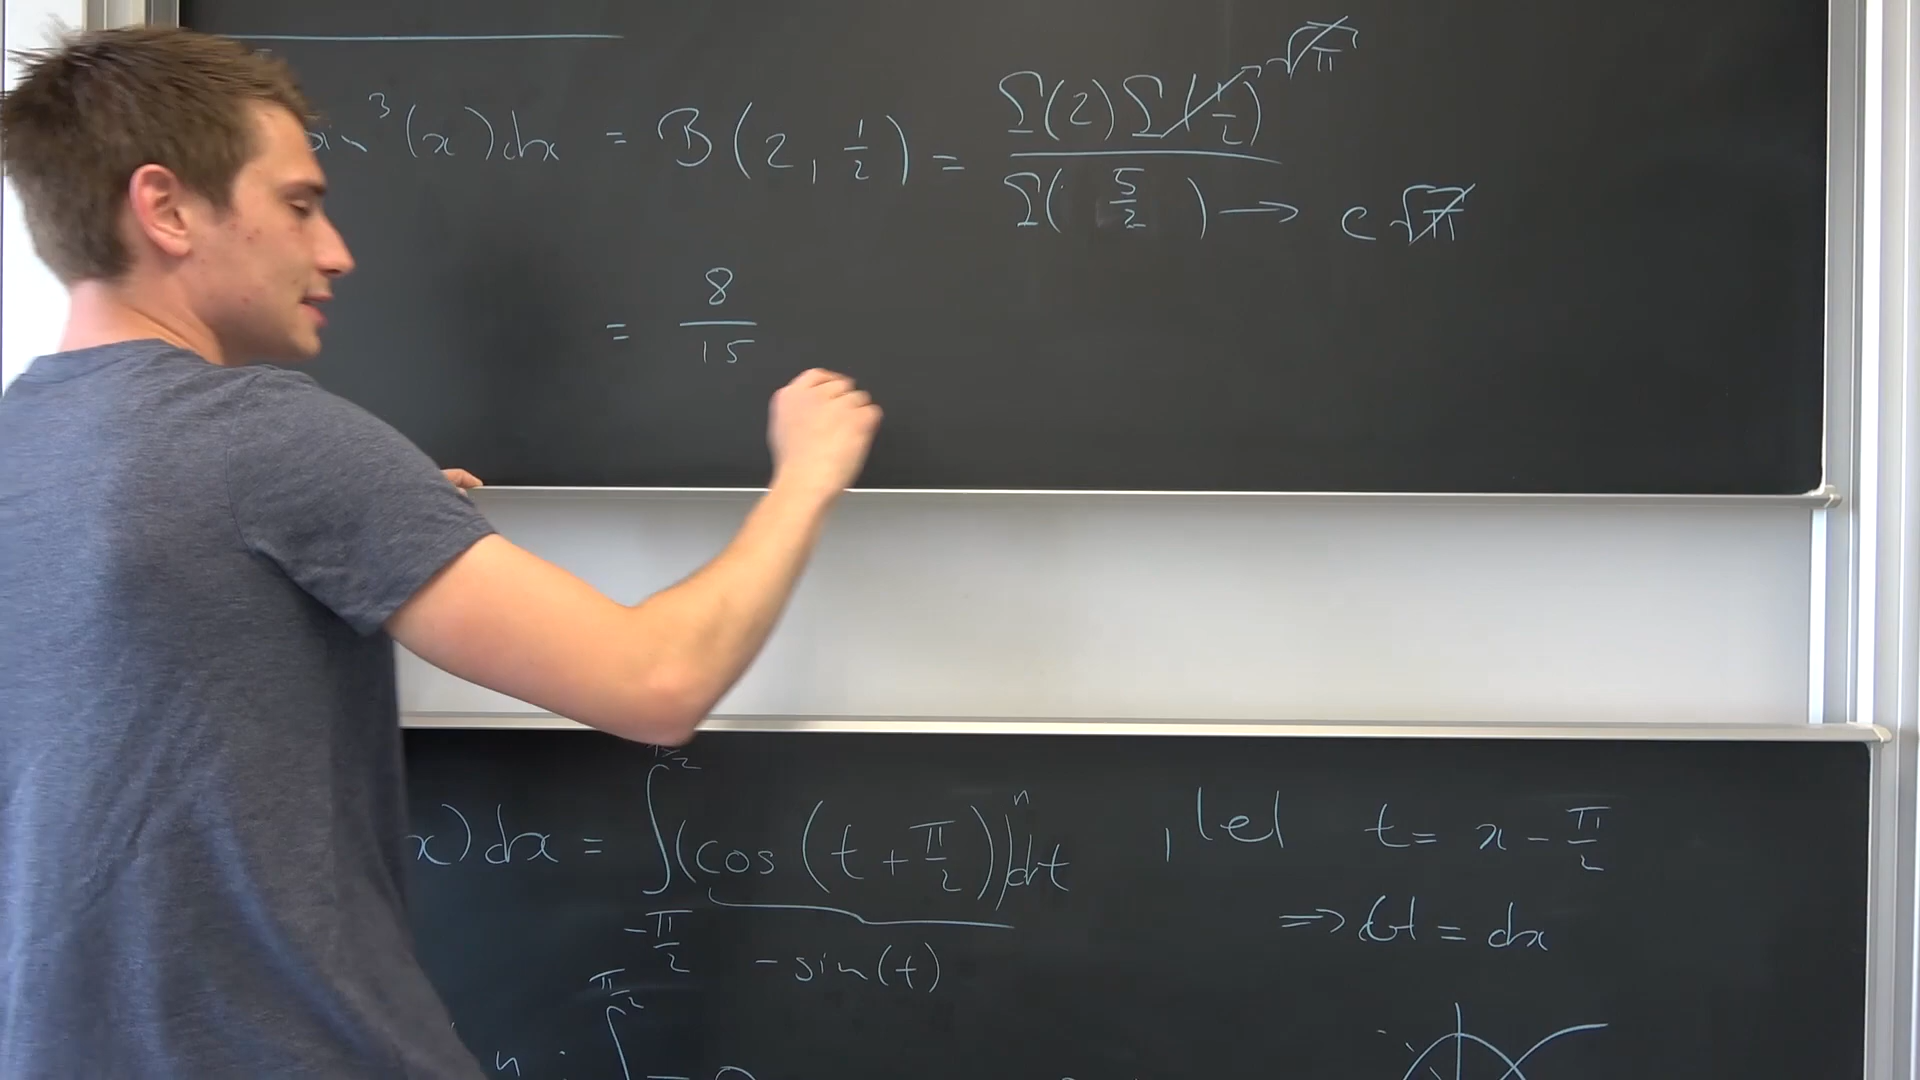 sin³(x)dx = B(2, 1/2) = Γ(2)Γ(1/2) / Γ(5/2) → √π
c√π
= 8/15
x)dx = ∫_{-π/2}^{π/2} (cos(t + π/2))ⁿ dt , let t = x - π/2
⇒ dt = dx
-sin(t)
π/2
n
∫